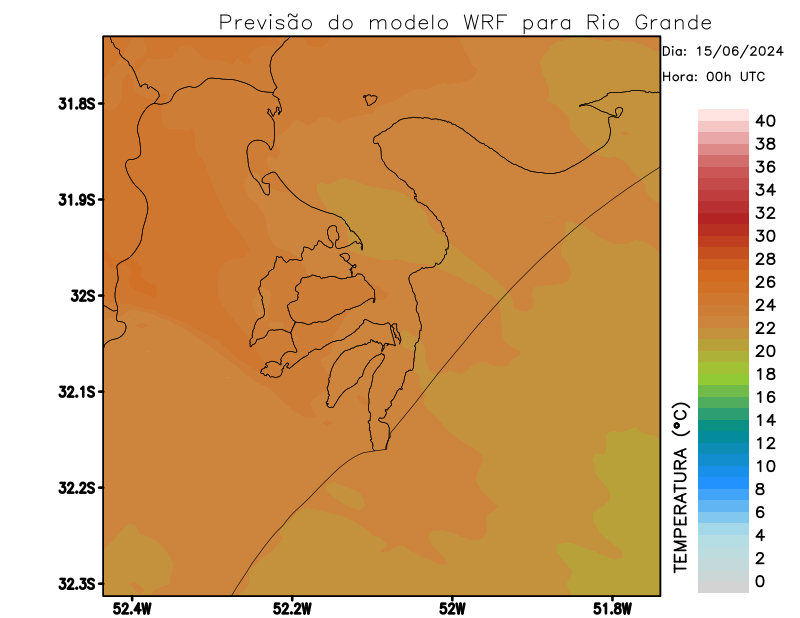 Previsão do modelo WRF para Rio Grande
Dia: 15/06/2024
Hora: 00h UTC
31.8S
31.9S
32S
32.1S
32.2S
32.3S
52.4W
52.2W
52W
51.8W
TEMPERATURA (°C)
40
38
36
34
32
30
28
26
24
22
20
18
16
14
12
10
8
6
4
2
0